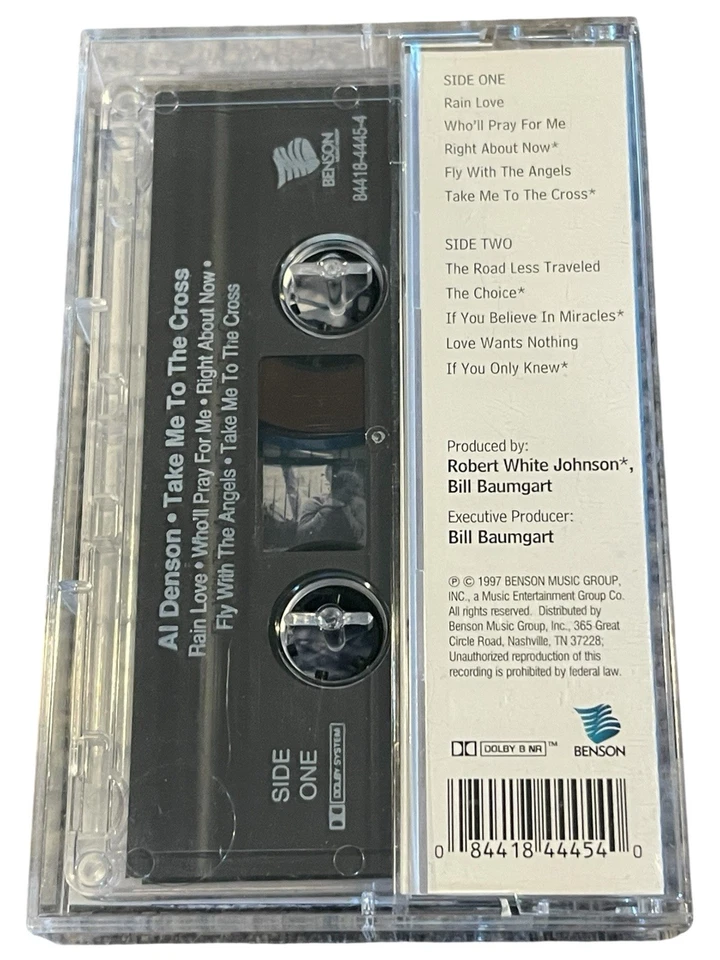 Al Denson • Take Me To The Cross
Rain Love • Who'll Pray For Me • Right About Now •
Fly With The Angels • Take Me To The Cross
BENSON
84418-4445-4
SIDE
ONE
DOLBY SYSTEM
SIDE ONE
Rain Love
Who'll Pray For Me
Right About Now*
Fly With The Angels
Take Me To The Cross*
SIDE TWO
The Road Less Traveled
The Choice*
If You Believe In Miracles*
Love Wants Nothing
If You Only Knew*
Produced by:
Robert White Johnson*,
Bill Baumgart
Executive Producer:
Bill Baumgart
℗ © 1997 BENSON MUSIC GROUP,
INC., a Music Entertainment Group Co.
All rights reserved. Distributed by
Benson Music Group, Inc., 365 Great
Circle Road, Nashville, TN 37228;
Unauthorized reproduction of this
recording is prohibited by federal law.
DOLBY B NR™
BENSON
0 84418 44454 0